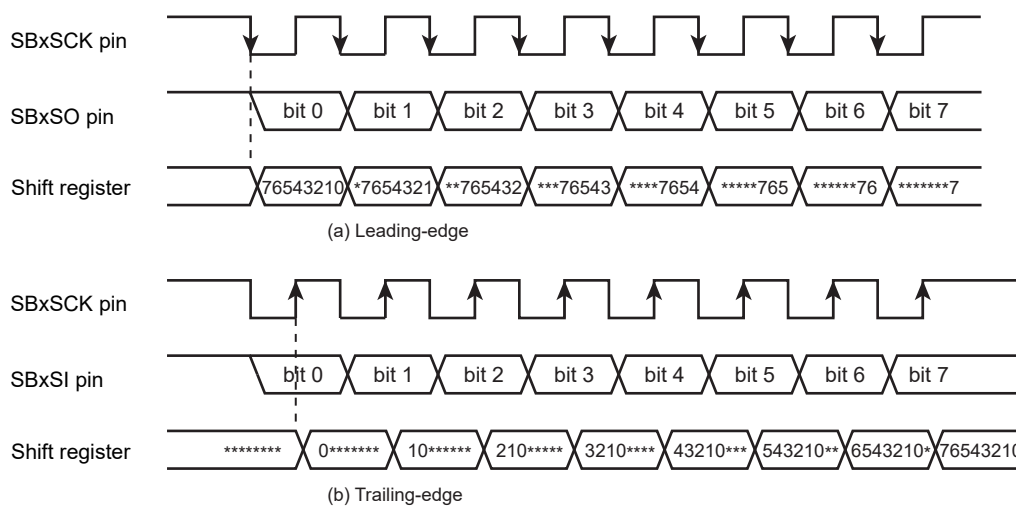 SBxSCK pin
SBxSO pin bit 0 bit 1 bit 2 bit 3 bit 4 bit 5 bit 6 bit 7
Shift register 76543210 *7654321 **765432 ***76543 ****7654 *****765 ******76 *******7
(a) Leading-edge
SBxSCK pin
SBxSI pin bit 0 bit 1 bit 2 bit 3 bit 4 bit 5 bit 6 bit 7
Shift register ******** 0******* 10****** 210***** 3210**** 43210*** 543210** 6543210* 76543210
(b) Trailing-edge